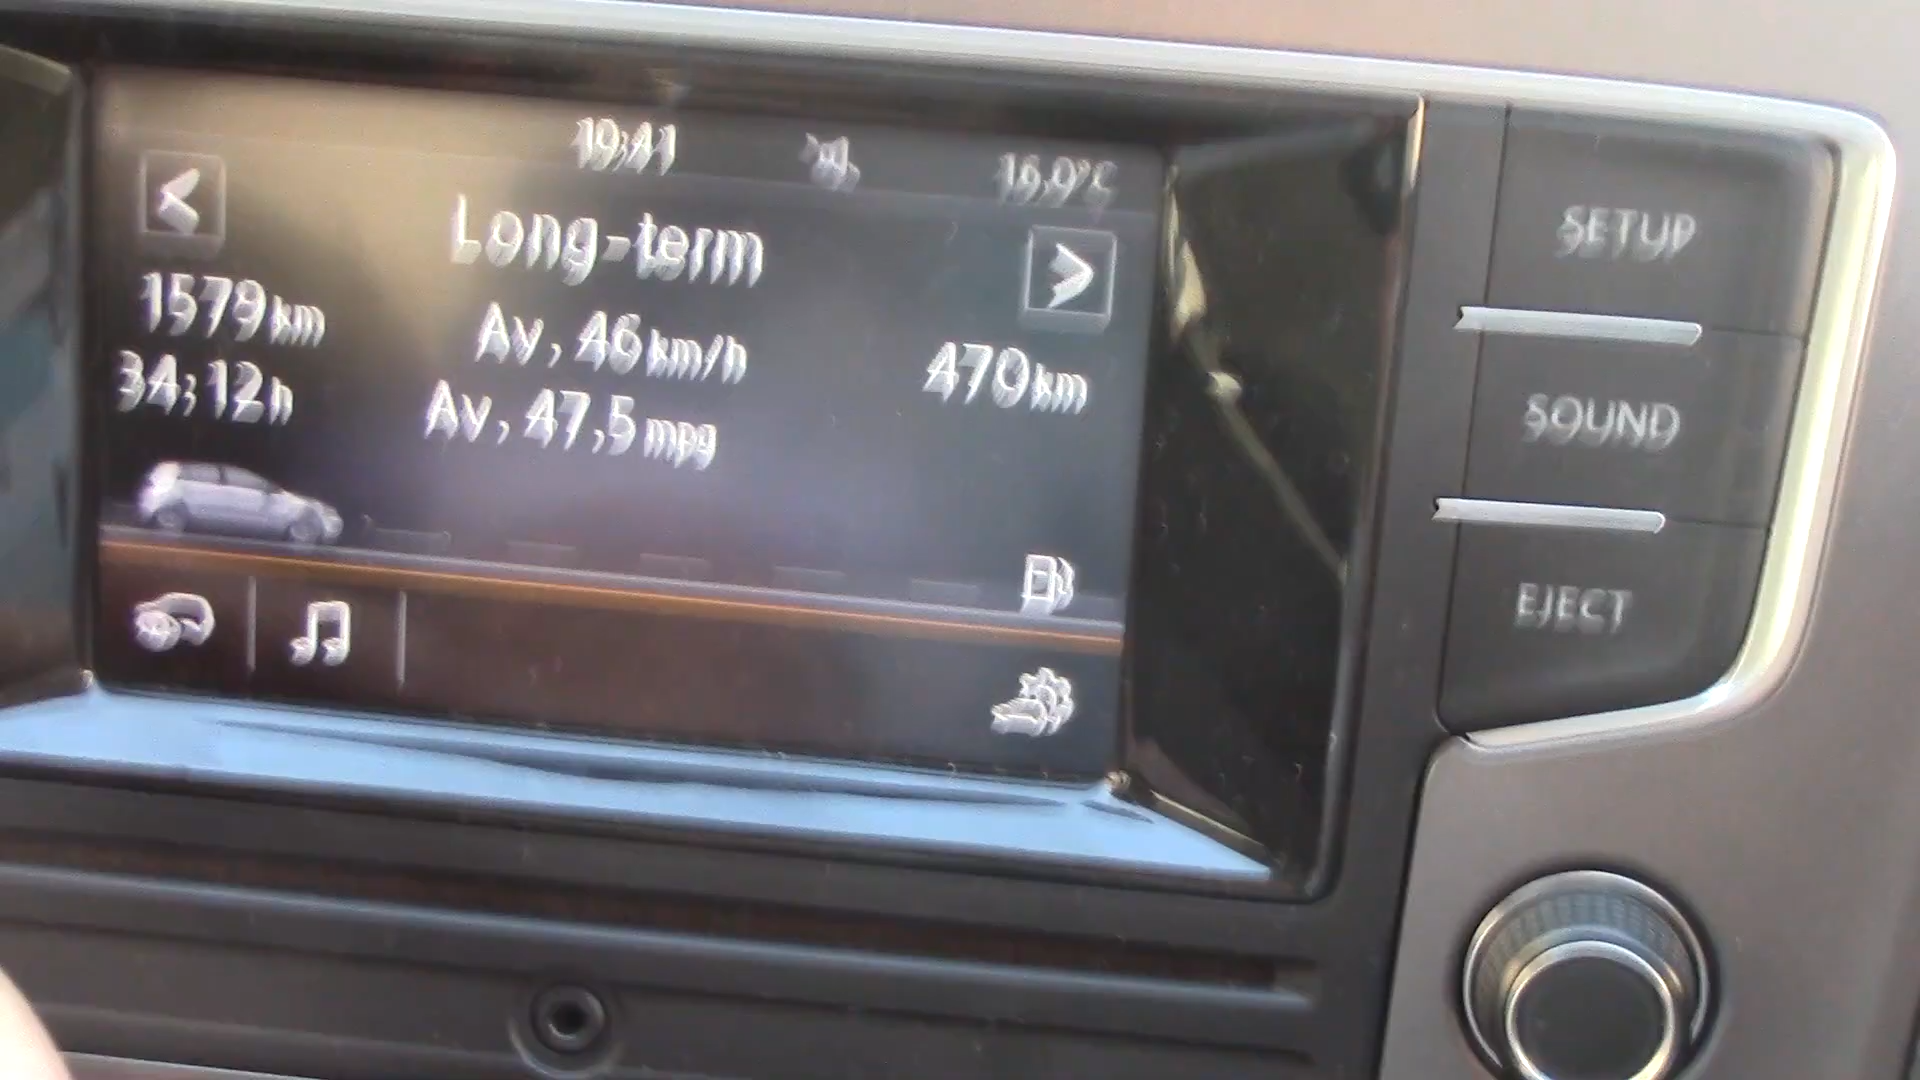 19:41
16.9°C
Long-term
1579 km
Av. 46 km/h
470 km
34:12 h
Av. 47.5 mpg
SETUP
SOUND
EJECT